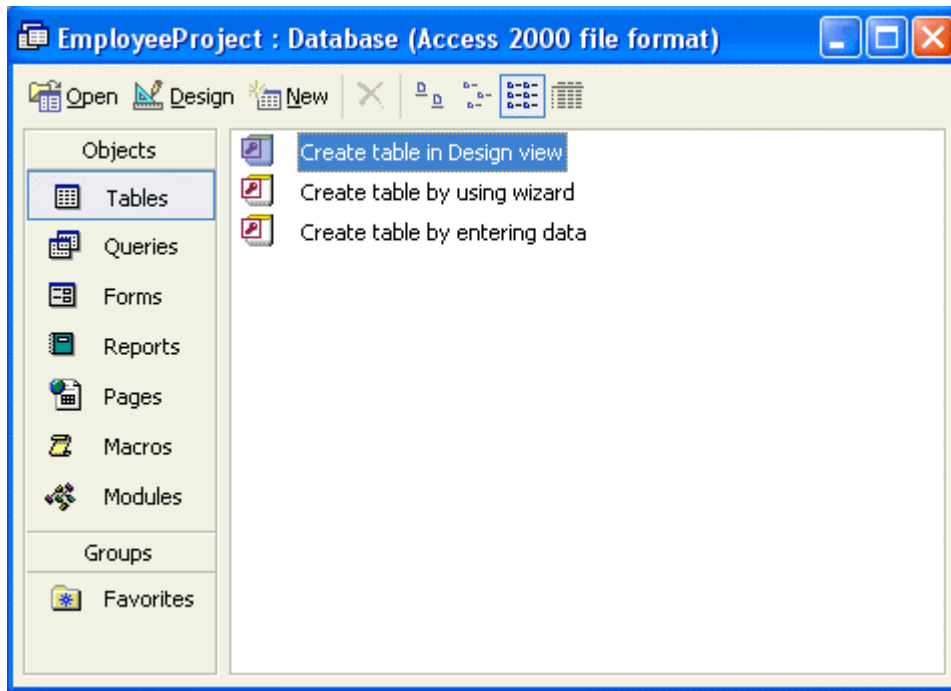 EmployeeProject : Database (Access 2000 file format)
Open Design New
Objects
Tables
Queries
Forms
Reports
Pages
Macros
Modules
Groups
Favorites
Create table in Design view
Create table by using wizard
Create table by entering data